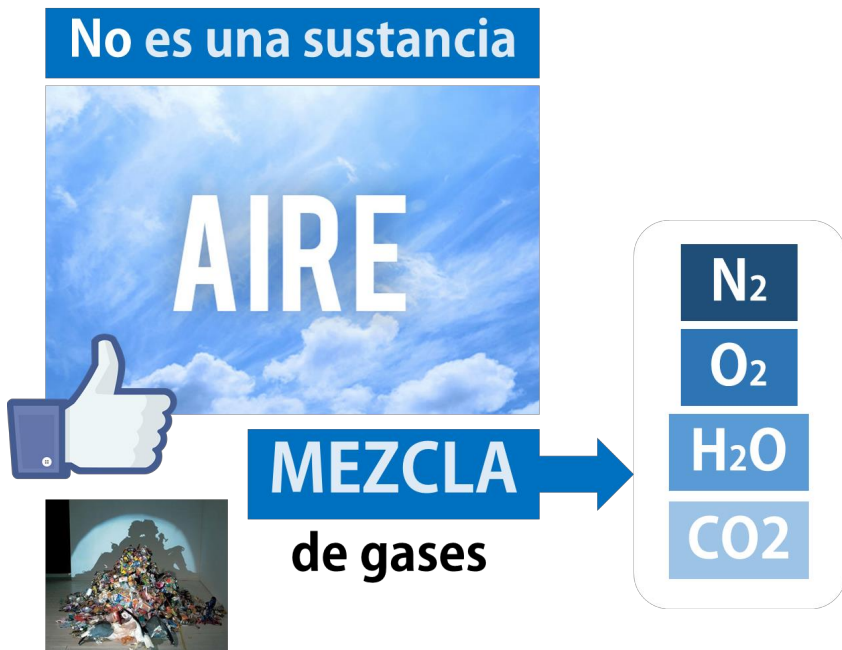 No es una sustancia
AIRE
MEZCLA
de gases
N2
O2
H2O
CO2